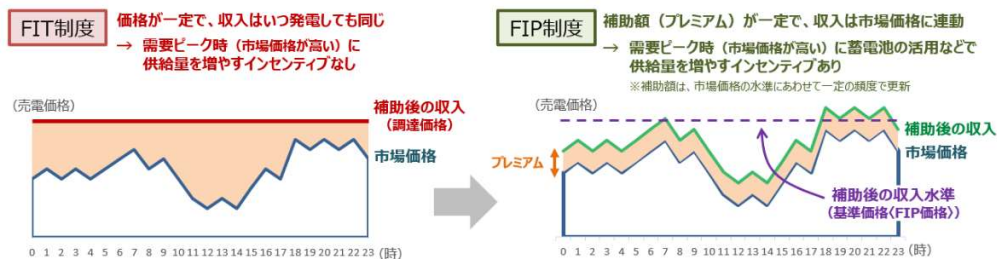 FIT制度
価格が一定で、収入はいつ発電しても同じ
→ 需要ピーク時（市場価格が高い）に
供給量を増やすインセンティブなし
（売電価格）
補助後の収入
（調達価格）
市場価格
0 1 2 3 4 5 6 7 8 9 10 11 12 13 14 15 16 17 18 19 20 21 22 23（時）
FIP制度
補助額（プレミアム）が一定で、収入は市場価格に連動
→ 需要ピーク時（市場価格が高い）に蓄電池の活用などで
供給量を増やすインセンティブあり
※補助額は、市場価格の水準にあわせて一定の頻度で更新
（売電価格）
補助後の収入
市場価格
プレミアム
補助後の収入水準
（基準価格〈FIP価格〉）
0 1 2 3 4 5 6 7 8 9 10 11 12 13 14 15 16 17 18 19 20 21 22 23（時）